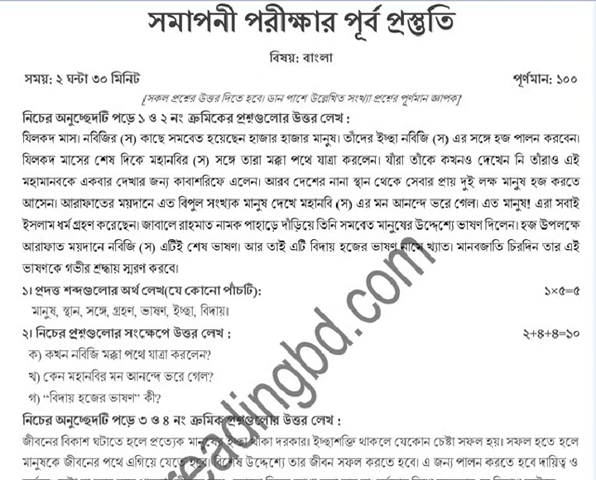 সমাপনী পরীক্ষার পূর্ব প্রস্তুতি
বিষয়: বাংলা
সময়: ২ ঘন্টা ৩০ মিনিট পূর্ণমান: ১০০
[সকল প্রশ্নের উত্তর দিতে হবে। ডান পাশে উল্লেখিত সংখ্যা প্রশ্নের পূর্ণমান জ্ঞাপক]
নিচের অনুচ্ছেদটি পড়ে ১ ও ২ নং ক্রমিকের প্রশ্নগুলোর উত্তর লেখ :
যিলকদ মাস। নবিজির (স) কাছে সমবেত হয়েছেন হাজার হাজার মানুষ। তাঁদের ইচ্ছা নবিজি (স) এর সঙ্গে হজ পালন করবেন।
যিলকদ মাসের শেষ দিকে মহানবির (স) সঙ্গে তারা মক্কা পথে যাত্রা করলেন। যাঁরা তাঁকে কখনও দেখেন নি তাঁরাও এই
মহামানবকে একবার দেখার জন্য কাবাশরিফে এলেন। আরব দেশের নানা স্থান থেকে সেবার প্রায় দুই লক্ষ মানুষ হজ করতে
আসেন। আরাফাতের ময়দানে এত বিপুল সংখ্যক মানুষ দেখে মহানবি (স) এর মন আনন্দে ভরে গেল। এত মানুষ! এরা সবাই
ইসলাম ধর্ম গ্রহণ করেছেন। জাবালে রাহমাত নামক পাহাড়ে দাঁড়িয়ে তিনি সমবেত মানুষের উদ্দেশ্যে ভাষণ দিলেন। হজ উপলক্ষে
আরাফাত ময়দানে নবিজি (স) এটিই শেষ ভাষণ। আর তাই এটি বিদায় হজের ভাষণ নামে খ্যাত। মানবজাতি চিরদিন তার এই
ভাষণকে গভীর শ্রদ্ধায় স্মরণ করবে।
১। প্রদত্ত শব্দগুলোর অর্থ লেখ(যে কোনো পাঁচটি): ১×৫=৫
মানুষ, স্থান, সঙ্গে, গ্রহণ, ভাষণ, ইচ্ছা, বিদায়।
২। নিচের প্রশ্নগুলোর সংক্ষেপে উত্তর লেখ : ২+৪+৪=১০
ক) কখন নবিজি মক্কা পথে যাত্রা করলেন?
খ) কেন মহানবির মন আনন্দে ভরে গেল?
গ) “বিদায় হজের ভাষণ” কী?
নিচের অনুচ্ছেদটি পড়ে ৩ ও ৪ নং ক্রমিক প্রশ্নগুলোর উত্তর লেখ :
জীবনের বিকাশ ঘটাতে হলে প্রত্যেক মানুষের ইচ্ছা থাকা দরকার। ইচ্ছাশক্তি থাকলে যেকোন চেষ্টা সফল হয়। সফল হতে হলে
মানুষকে জীবনের পথে এগিয়ে যেতে হবে। বিশেষ উদ্দেশ্যে তার জীবন সফল করতে হবে। এ জন্য পালন করতে হবে দায়িত্ব ও
readingbd.com